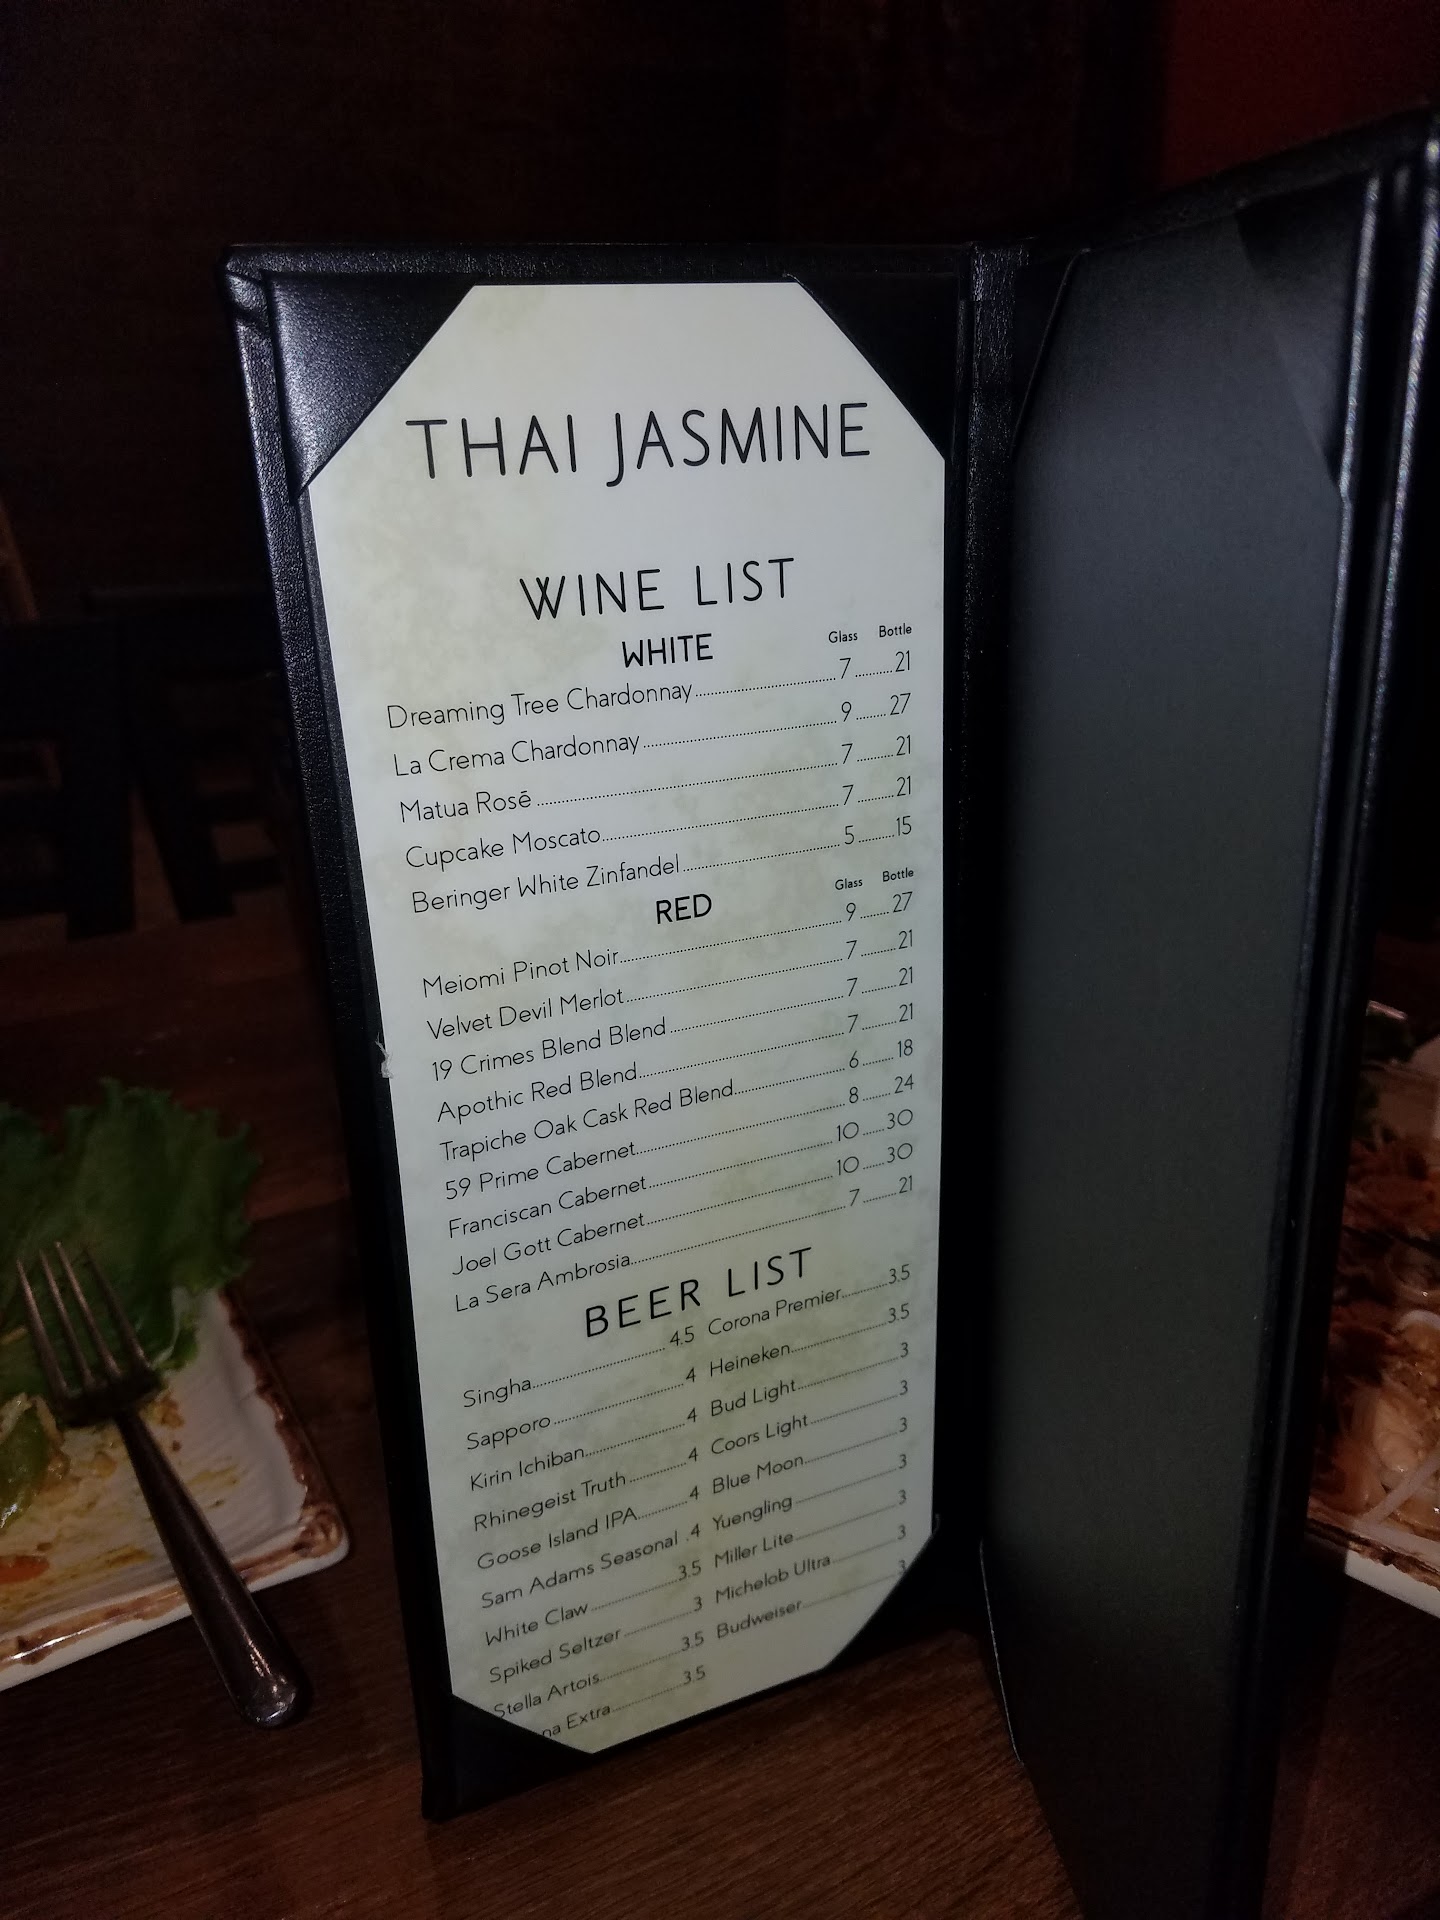 THAI JASMINE
WINE LIST
WHITE Glass Bottle
Dreaming Tree Chardonnay 7 21
La Crema Chardonnay 9 27
Matua Rosē 7 21
Cupcake Moscato 7 21
Beringer White Zinfandel 5 15
RED Glass Bottle
Meiomi Pinot Noir 9 27
Velvet Devil Merlot 7 21
19 Crimes Blend Blend 7 21
Apothic Red Blend 7 21
Trapiche Oak Cask Red Blend 6 18
59 Prime Cabernet 8 24
Franciscan Cabernet 10 30
Joel Gott Cabernet 10 30
La Sera Ambrosia 7 21
BEER LIST
Singha 4.5 Corona Premier 3.5
Sapporo 4 Heineken 3.5
Kirin Ichiban 4 Bud Light 3
Rhinegeist Truth 4 Coors Light 3
Goose Island IPA 4 Blue Moon 3
Sam Adams Seasonal .4 Yuengling 3
White Claw 3.5 Miller Lite 3
Spiked Seltzer 3 Michelob Ultra 3
Stella Artois 3.5 Budweiser 3
Extra 3.5